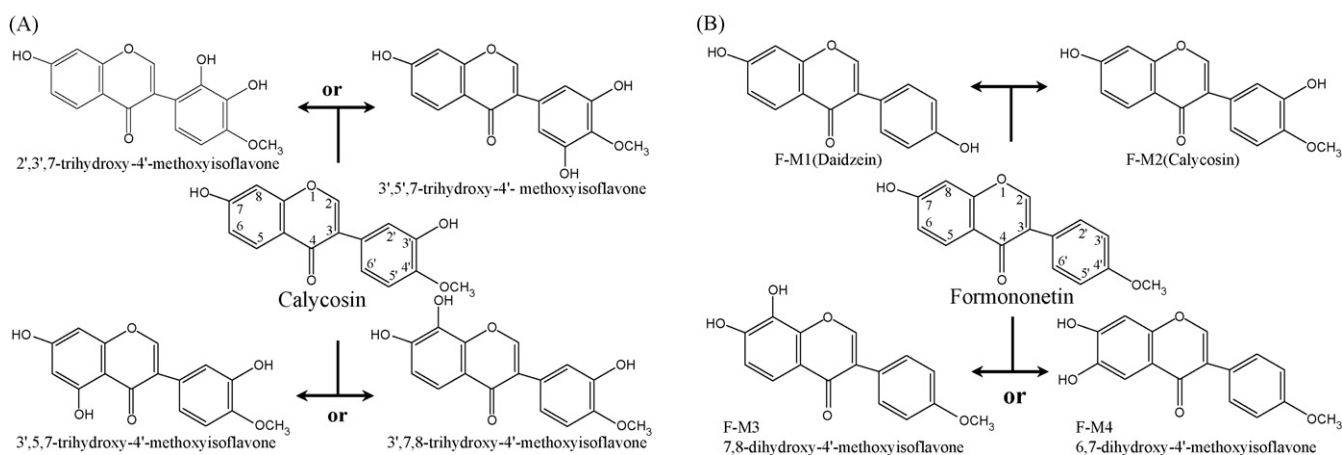 (A)
HO
O
OH
OH
O
OCH3
2',3',7-trihydroxy-4'-methoxyisoflavone
or
HO
O
OH
O
OCH3
OH
3',5',7-trihydroxy-4'- methoxyisoflavone
HO
8
O
1
2
7
6
5
4
3
2'
3'
OH
6'
5'
4'
O
OCH3
Calycosin
HO
O
OH
OH
O
OCH3
3',5,7-trihydroxy-4'-methoxyisoflavone
or
OH
HO
O
OH
O
OCH3
3',7,8-trihydroxy-4'-methoxyisoflavone
(B)
HO
O
O
OH
F-M1(Daidzein)
HO
O
OH
O
OCH3
F-M2(Calycosin)
HO
8
O
1
2
7
6
5
4
3
2'
3'
6'
5'
4'
O
OCH3
Formononetin
OH
HO
O
O
OCH3
F-M3
7,8-dihydroxy-4'-methoxyisoflavone
or
HO
O
HO
O
OCH3
F-M4
6,7-dihydroxy-4'-methoxyisoflavone